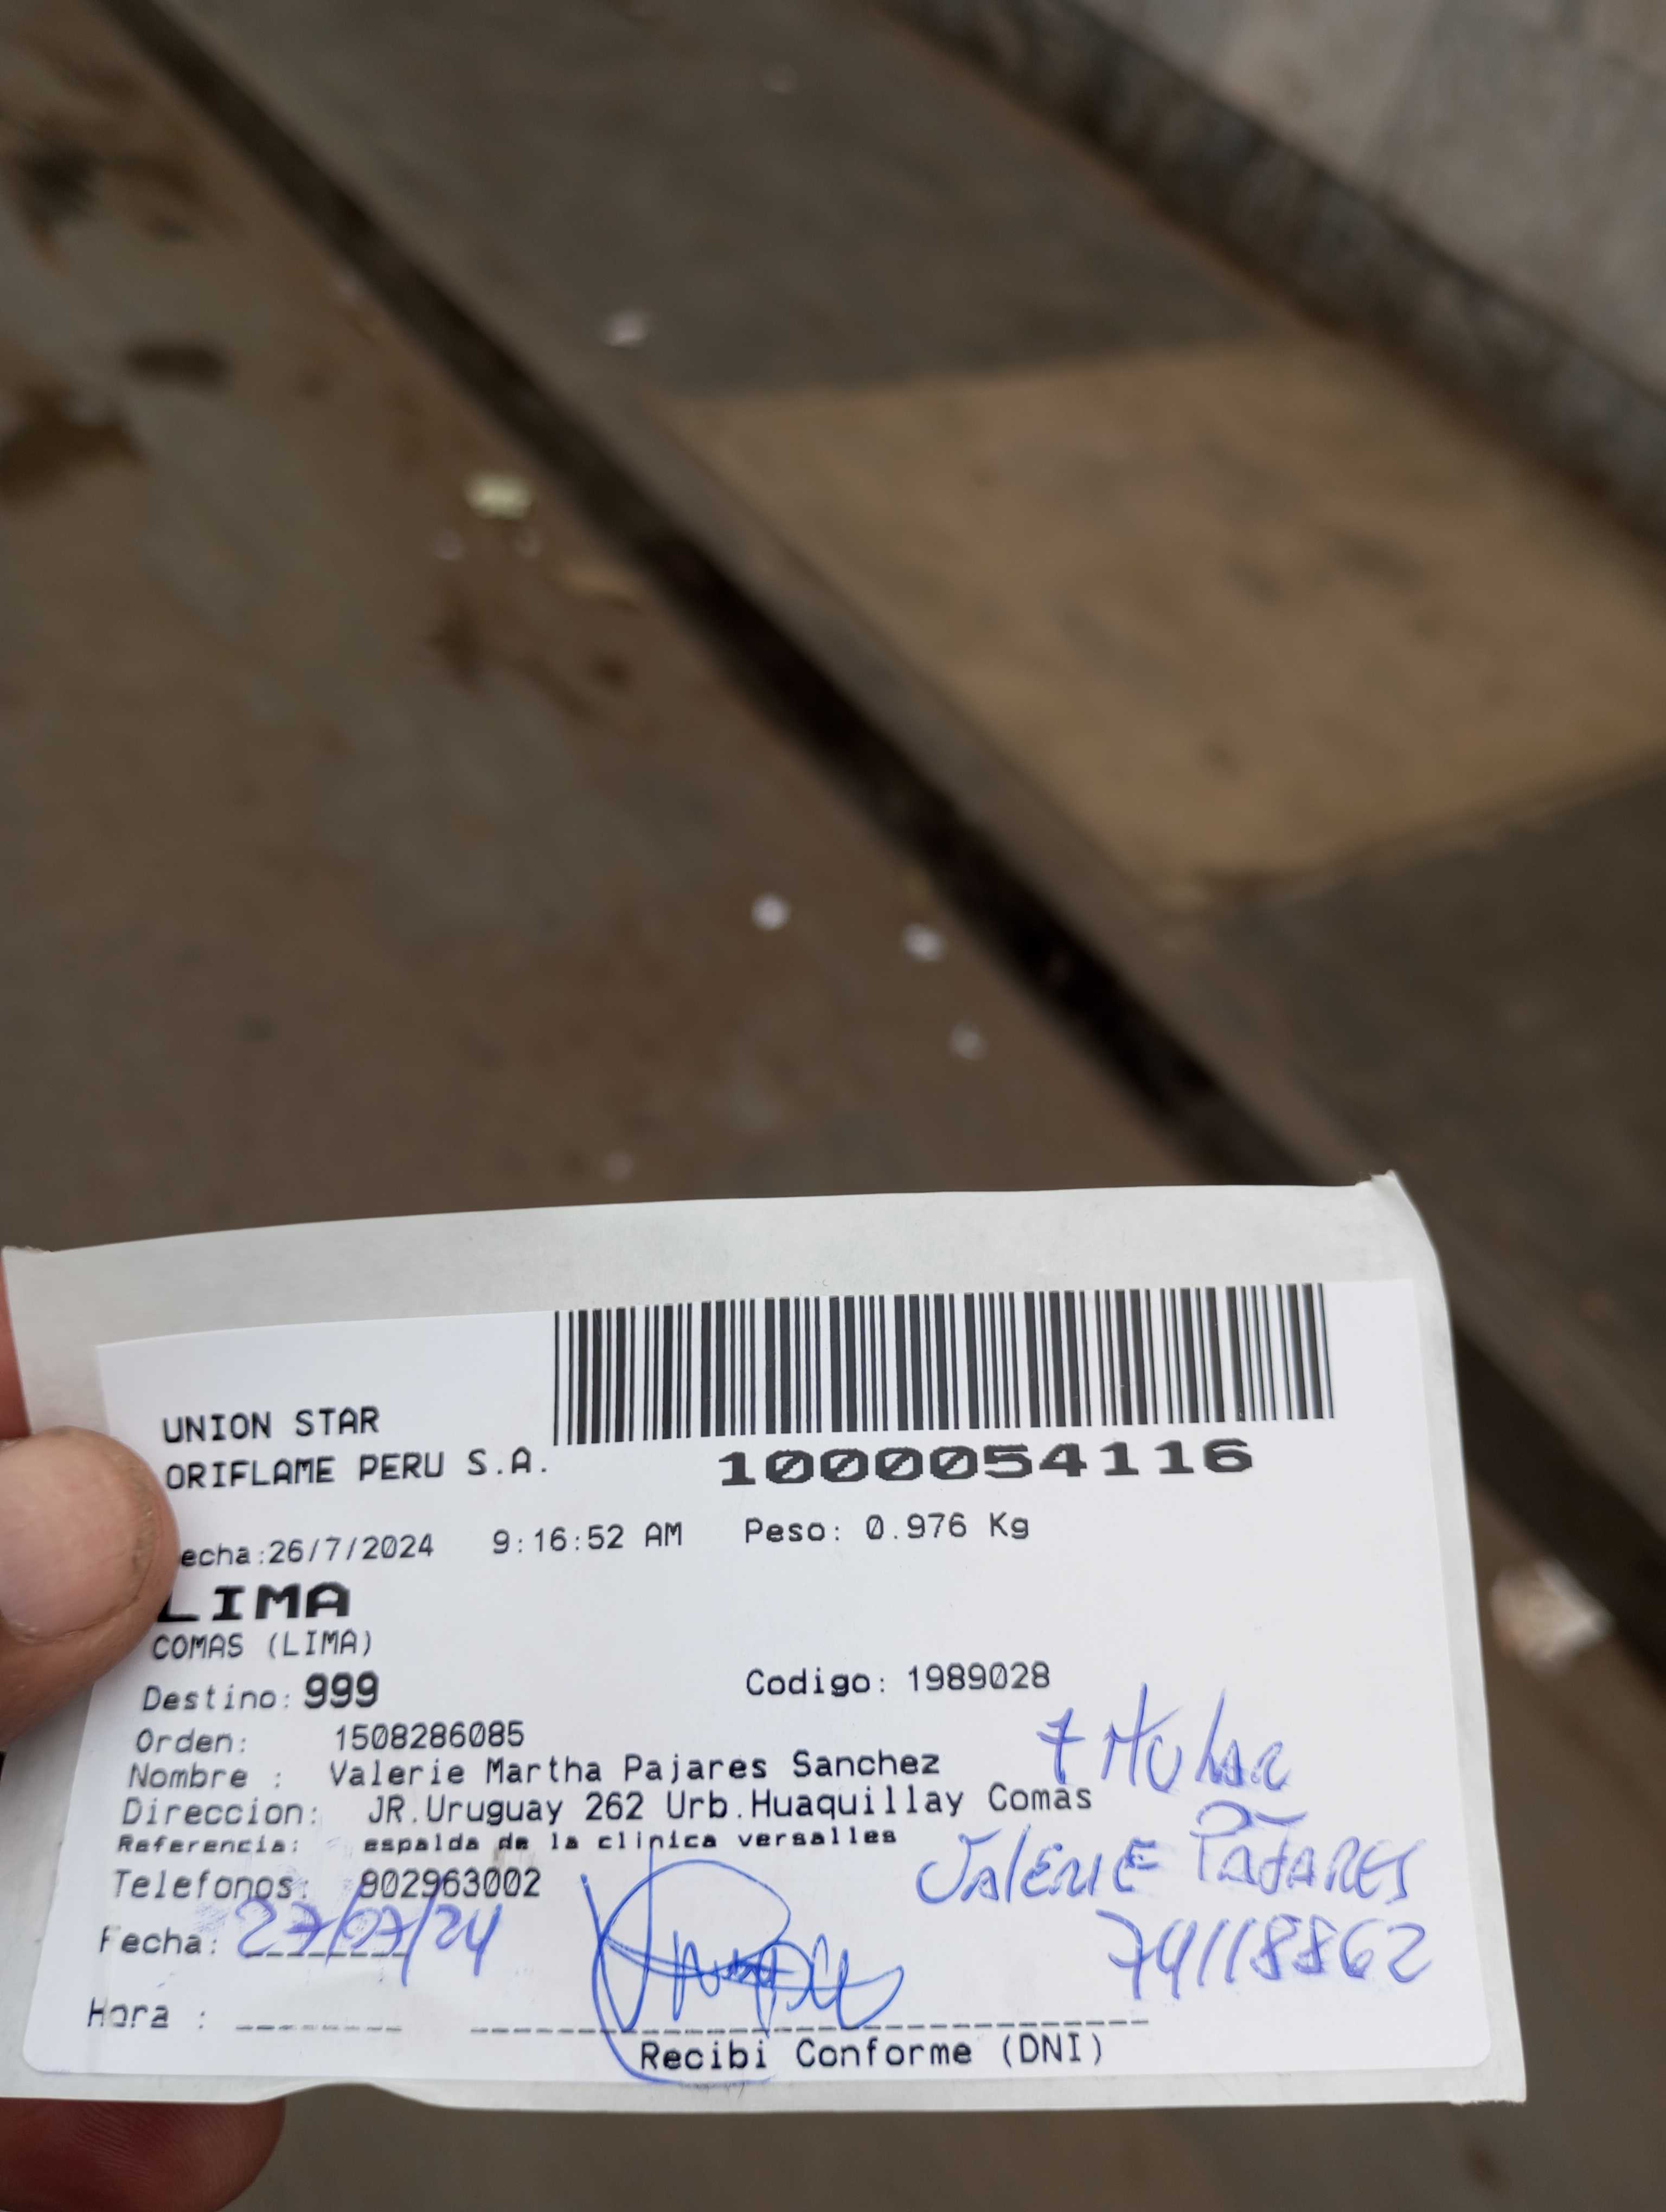 UNION STAR
ORIFLAME PERU S.A.
1000054116
echa:26/7/2024 9:16:52 AM Peso: 0.976 Kg
LIMA
COMAS (LIMA)
Destino: 999 Codigo: 1989028
Orden: 1508286085
Nombre : Valerie Martha Pajares Sanchez
titular
Direccion: JR.Uruguay 262 Urb.Huaquillay Comas
Referencia: espalda de la clinica versalles
VALERIE PAJARES
Telefonos: 902963002
74118862
Fecha: 27/07/24
Hora :
Recibi Conforme (DNI)